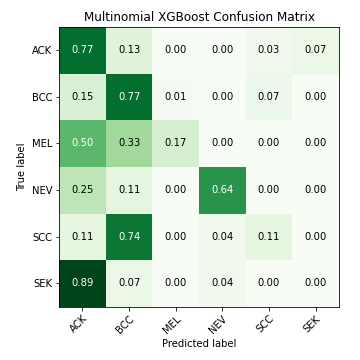 Multinomial XGBoost Confusion Matrix
True label
ACK 0.77 0.13 0.00 0.00 0.03 0.07
BCC 0.15 0.77 0.01 0.00 0.07 0.00
MEL 0.50 0.33 0.17 0.00 0.00 0.00
NEV 0.25 0.11 0.00 0.64 0.00 0.00
SCC 0.11 0.74 0.00 0.04 0.11 0.00
SEK 0.89 0.07 0.00 0.04 0.00 0.00
ACK BCC MEL NEV SCC SEK
Predicted label